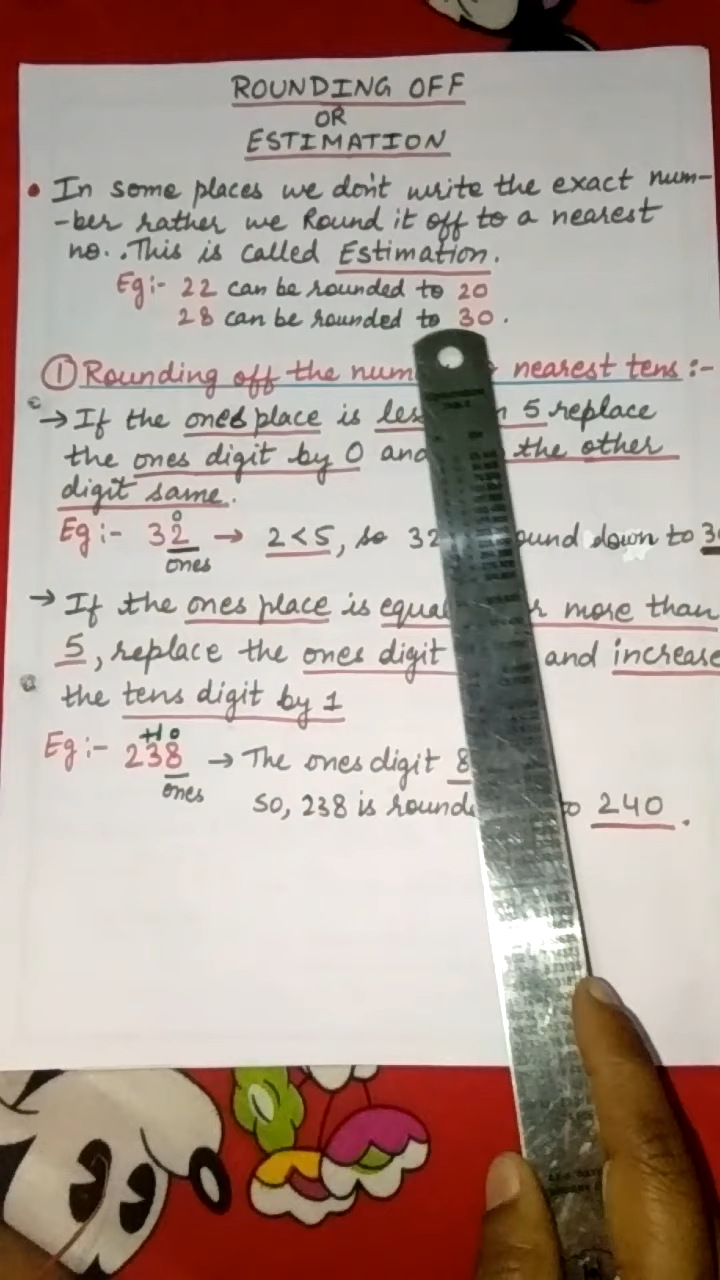 ROUNDING OFF
OR
ESTIMATION
• In some places we don't write the exact num-
-ber rather we Round it off to a nearest
no. . This is called Estimation.
Eg:- 22 can be rounded to 20
28 can be rounded to 30.
① Rounding off the num nearest tens :-
→ If the ones place is les 5 replace
the ones digit by 0 and the other
digit same.
0
Eg:- 32 → 2<5, so 32 ound down to 3
ones
→ If the ones place is equal more than
5, replace the ones digit and increase
the tens digit by 1
+1 0
Eg:- 238 → The ones digit 8
ones so, 238 is rounde 240.